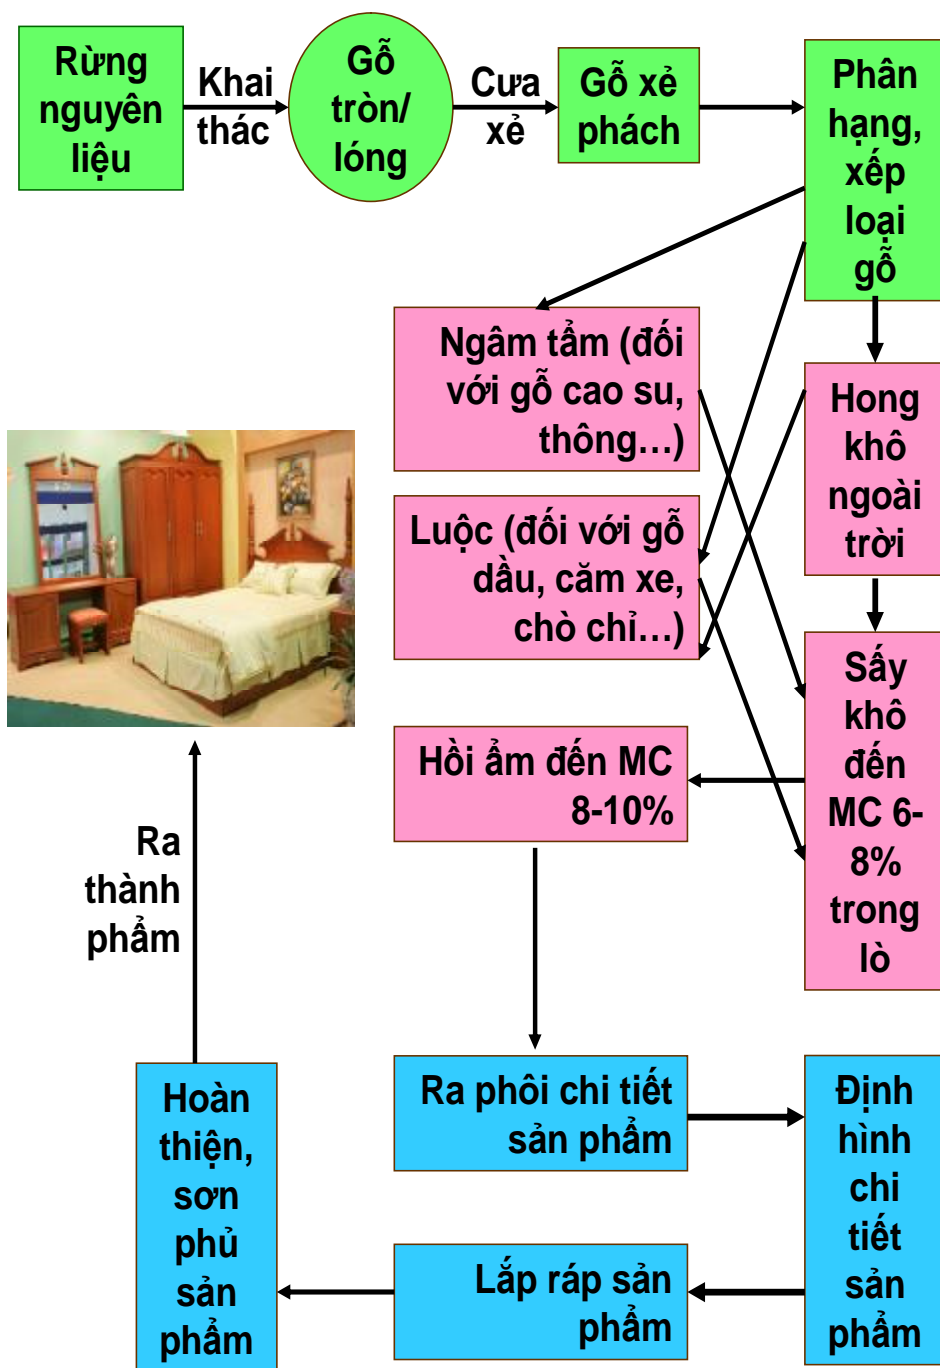 Rừng
nguyên
liệu
Khai
thác
Gỗ
tròn/
lóng
Cưa
xẻ
Gỗ xẻ
phách
Phân
hạng,
xếp
loại
gỗ
Ngâm tẩm (đối
với gỗ cao su,
thông...)
Hong
khô
ngoài
trời
Luộc (đối với gỗ
dầu, căm xe,
chò chỉ...)
Sấy
khô
đến
MC 6-
8%
trong
lò
Hồi ẩm đến MC
8-10%
Ra
thành
phẩm
Ra phôi chi tiết
sản phẩm
Định
hình
chi
tiết
sản
phẩm
Lắp ráp sản
phẩm
Hoàn
thiện,
sơn
phủ
sản
phẩm